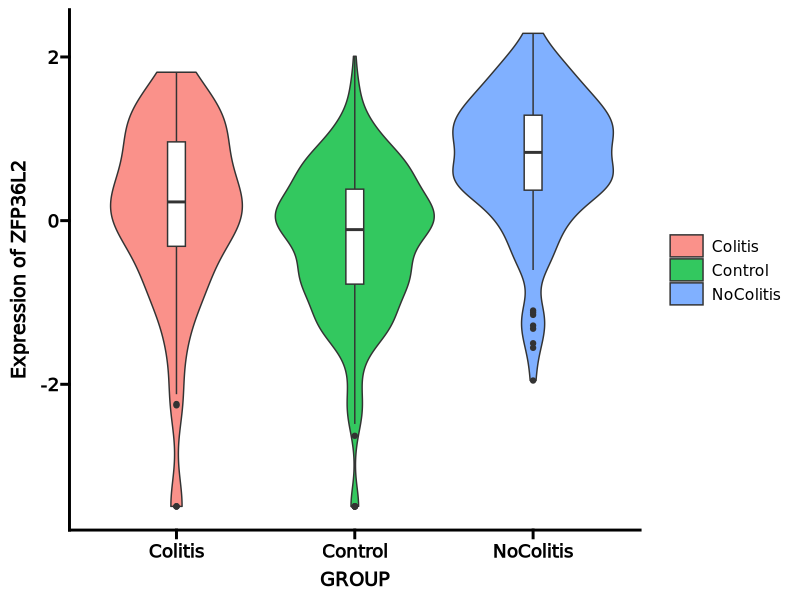 Expression of ZFP36L2
2
0
-2
Colitis
Control
NoColitis
GROUP
Colitis
Control
NoColitis